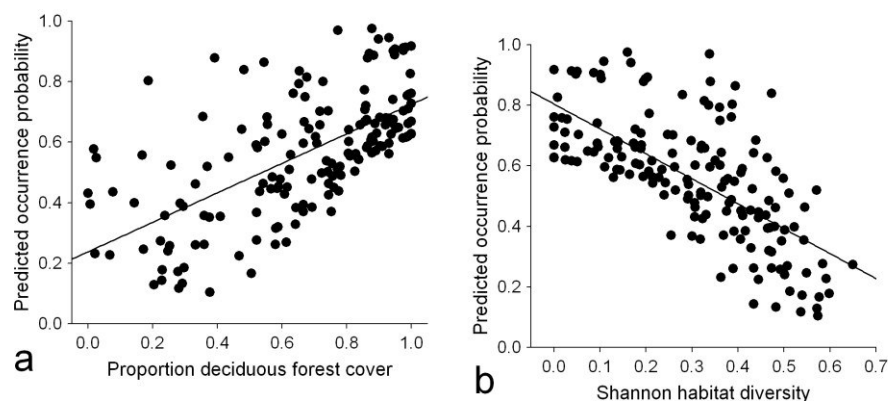 Predicted occurrence probability
1.0
0.8
0.6
0.4
0.2
0.0
0.0 0.2 0.4 0.6 0.8 1.0
a
Proportion deciduous forest cover
Predicted occurrence probability
1.0
0.8
0.6
0.4
0.2
0.0
0.0 0.1 0.2 0.3 0.4 0.5 0.6 0.7
b
Shannon habitat diversity